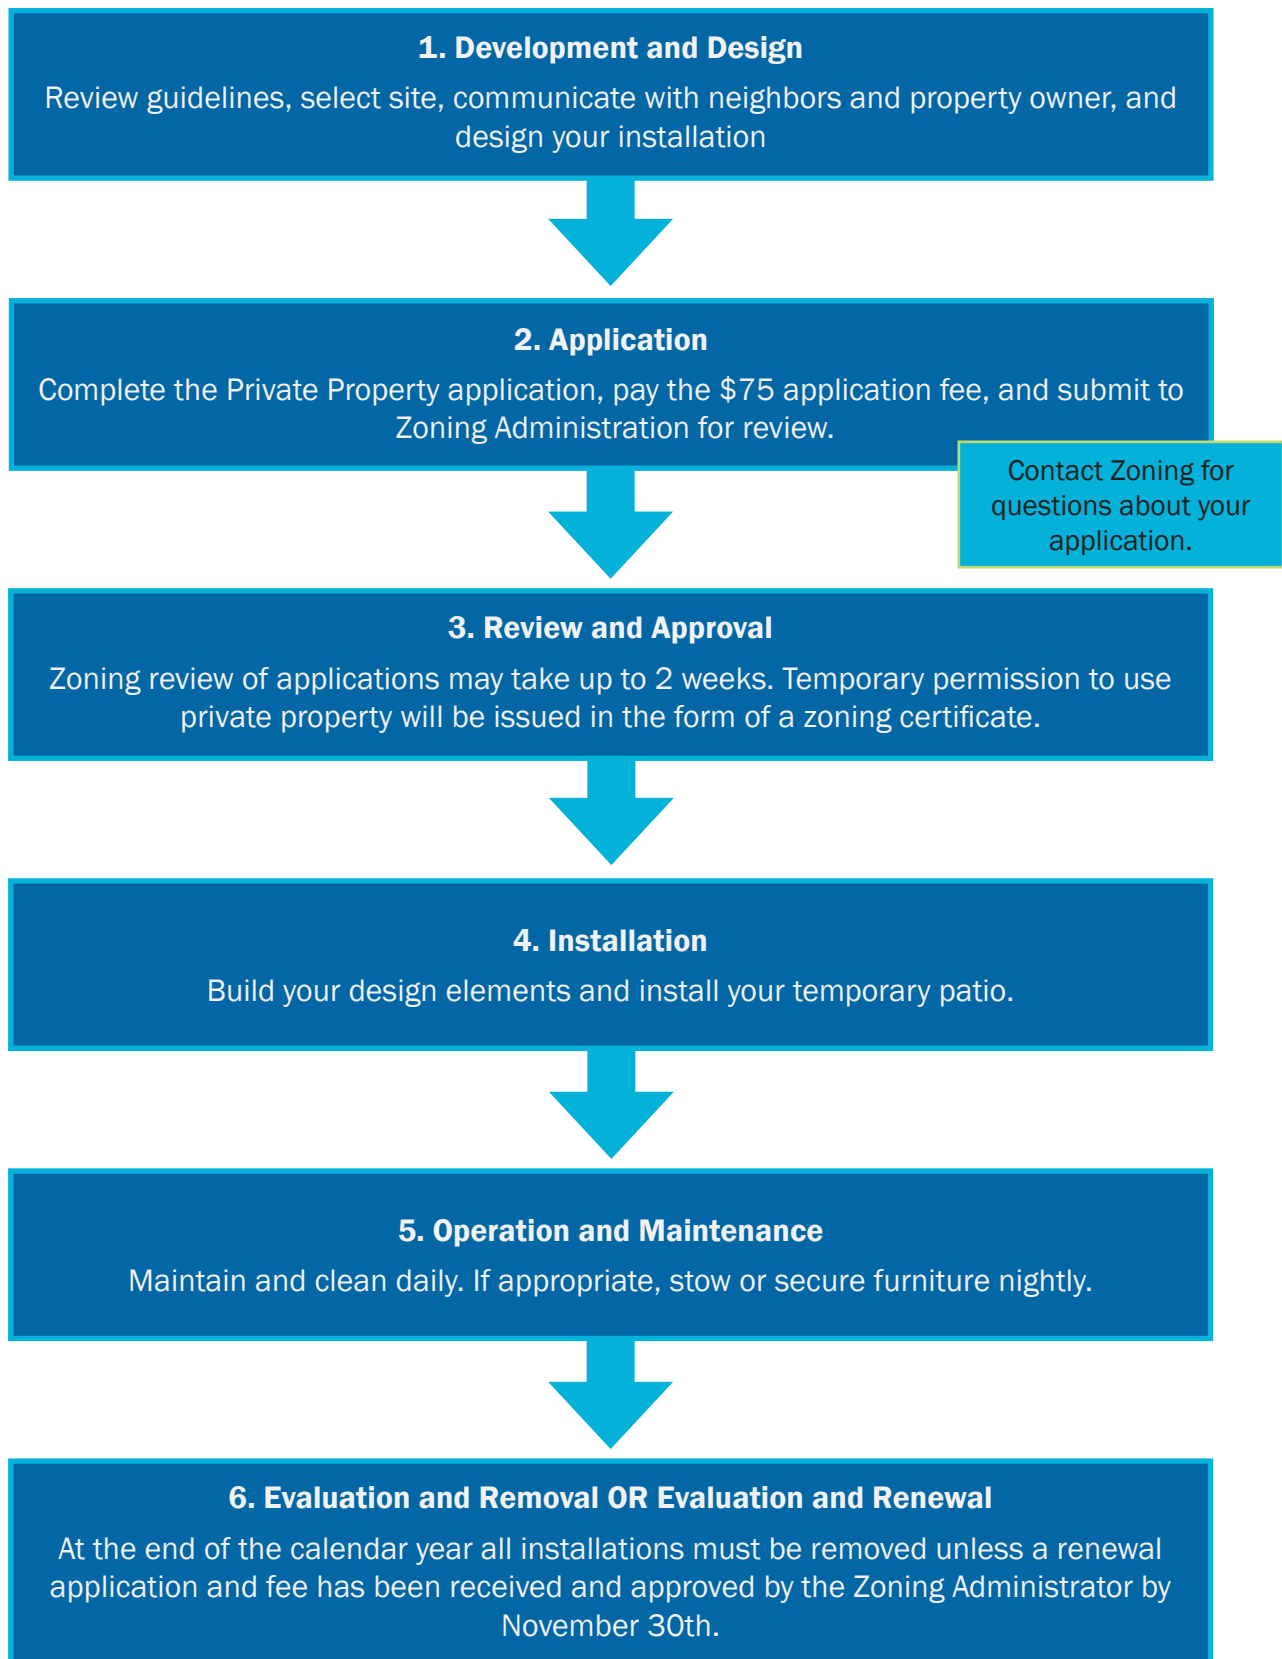 1. Development and Design
Review guidelines, select site, communicate with neighbors and property owner, and
design your installation
2. Application
Complete the Private Property application, pay the $75 application fee, and submit to
Zoning Administration for review.
Contact Zoning for
questions about your
application.
3. Review and Approval
Zoning review of applications may take up to 2 weeks. Temporary permission to use
private property will be issued in the form of a zoning certificate.
4. Installation
Build your design elements and install your temporary patio.
5. Operation and Maintenance
Maintain and clean daily. If appropriate, stow or secure furniture nightly.
6. Evaluation and Removal OR Evaluation and Renewal
At the end of the calendar year all installations must be removed unless a renewal
application and fee has been received and approved by the Zoning Administrator by
November 30th.